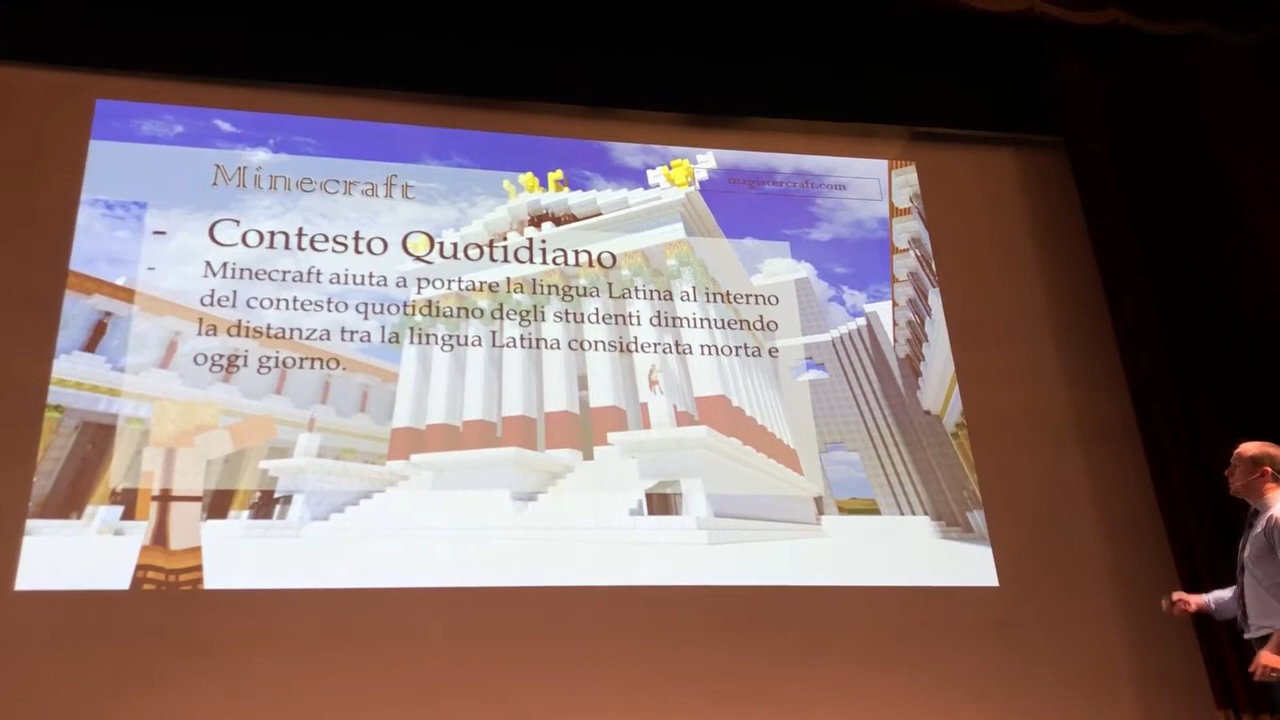 Minecraft
magistercraft.com
- Contesto Quotidiano
- Minecraft aiuta a portare la lingua Latina al interno
del contesto quotidiano degli studenti diminuendo
la distanza tra la lingua Latina considerata morta e
oggi giorno.